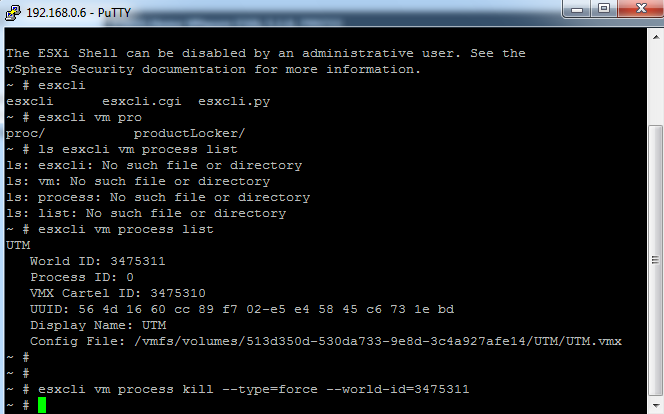 192.168.0.6 - PuTTY
The ESXi Shell can be disabled by an administrative user. See the
vSphere Security documentation for more information.
~ # esxcli
esxcli      esxcli.cgi  esxcli.py
~ # esxcli vm pro
proc/           productLocker/
~ # ls esxcli vm process list
ls: esxcli: No such file or directory
ls: vm: No such file or directory
ls: process: No such file or directory
ls: list: No such file or directory
~ # esxcli vm process list
UTM
   World ID: 3475311
   Process ID: 0
   VMX Cartel ID: 3475310
   UUID: 56 4d 16 60 cc 89 f7 02-e5 e4 58 45 c6 73 1e bd
   Display Name: UTM
   Config File: /vmfs/volumes/513d350d-530da733-9e8d-3c4a927afe14/UTM/UTM.vmx
~ #
~ #
~ # esxcli vm process kill --type=force --world-id=3475311
~ #